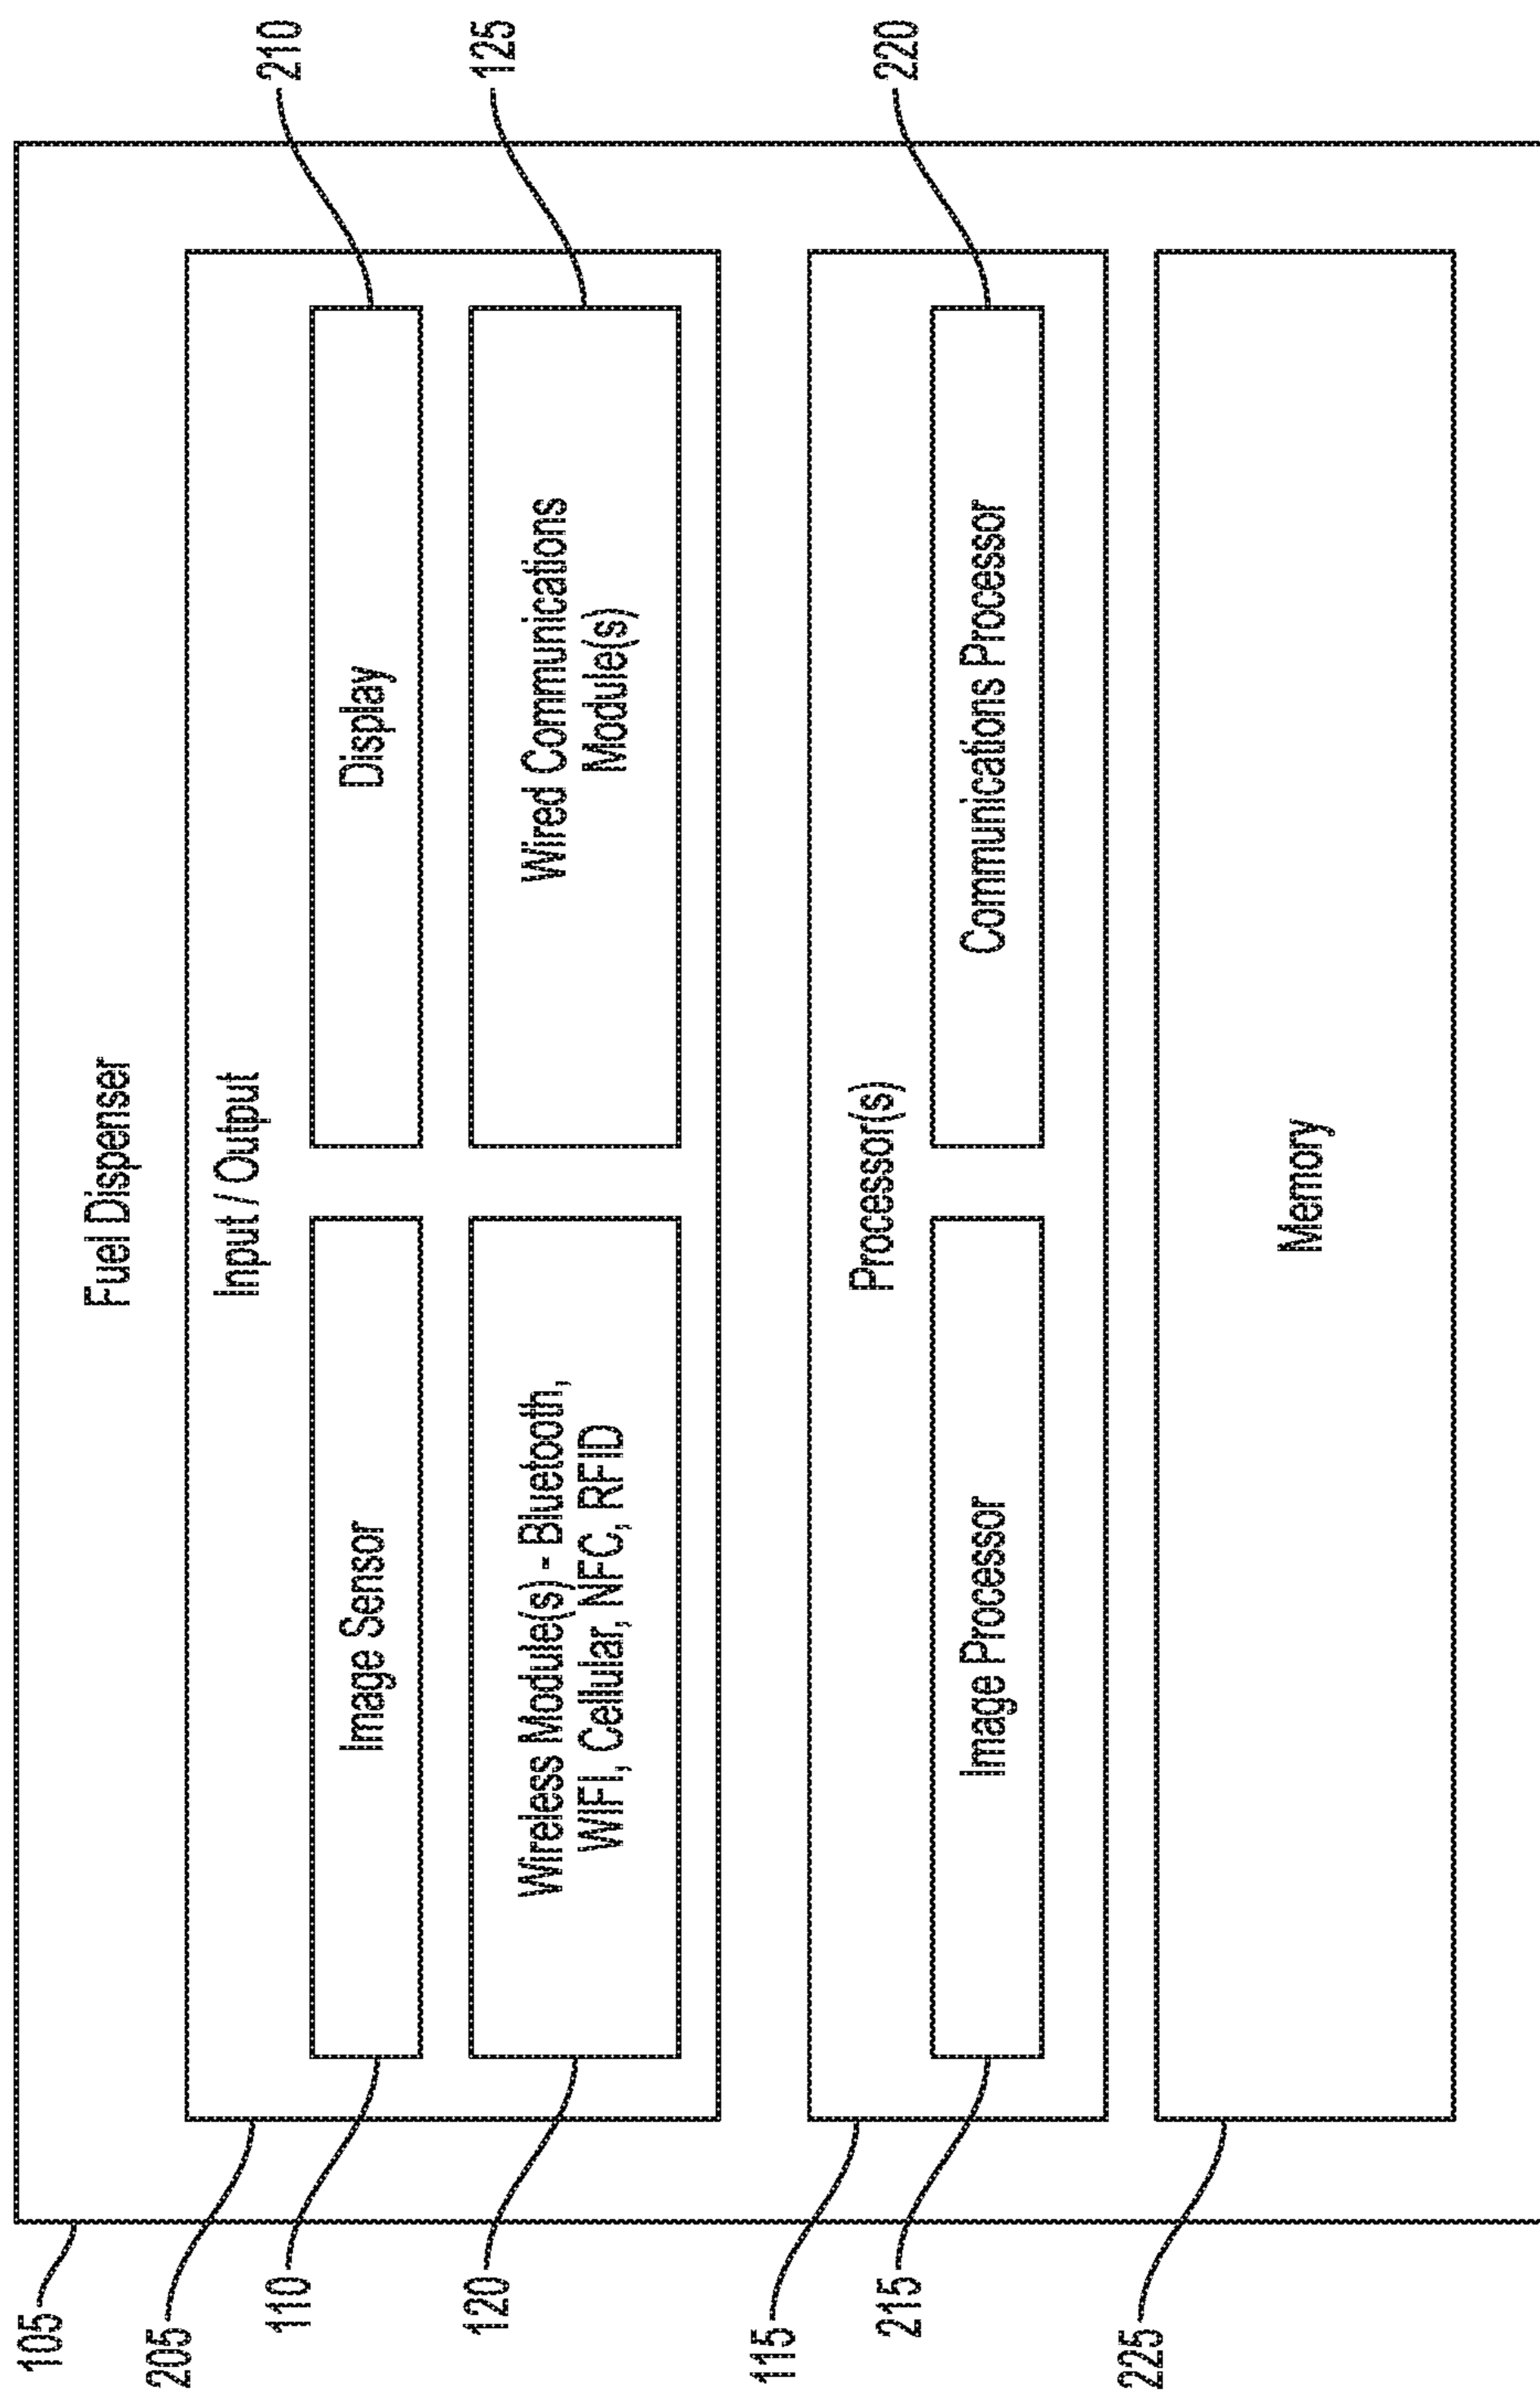 Fuel Dispenser
105
Input / Output
205
Image Sensor
110
Display
210
Wireless Module(s) - Bluetooth,
WIFI, Cellular, NFC, RFID
120
Wired Communications
Module(s)
125
Processor(s)
115
Image Processor
215
Communications Processor
220
Memory
225